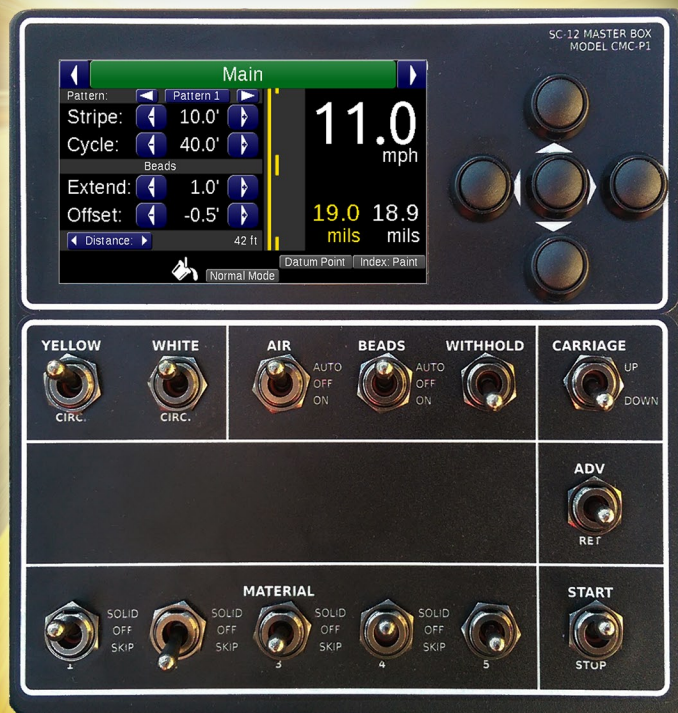 SC-12 MASTER BOX
MODEL CMC-P1
Main
Pattern: Pattern 1
Stripe: 10.0'
Cycle: 40.0'
Beads
Extend: 1.0'
Offset: -0.5'
Distance: 42 ft
11.0
mph
19.0 18.9
mils mils
Datum Point Index: Paint
Normal Mode
YELLOW WHITE AIR BEADS WITHHOLD CARRIAGE
AUTO AUTO UP
OFF OFF
ON ON DOWN
CIRC. CIRC.
ADV
RET
MATERIAL START
SOLID SOLID SOLID SOLID
OFF OFF OFF OFF
SKIP SKIP SKIP SKIP
1 3 4 5 STOP